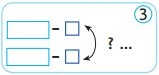 ③
–
? ...
–